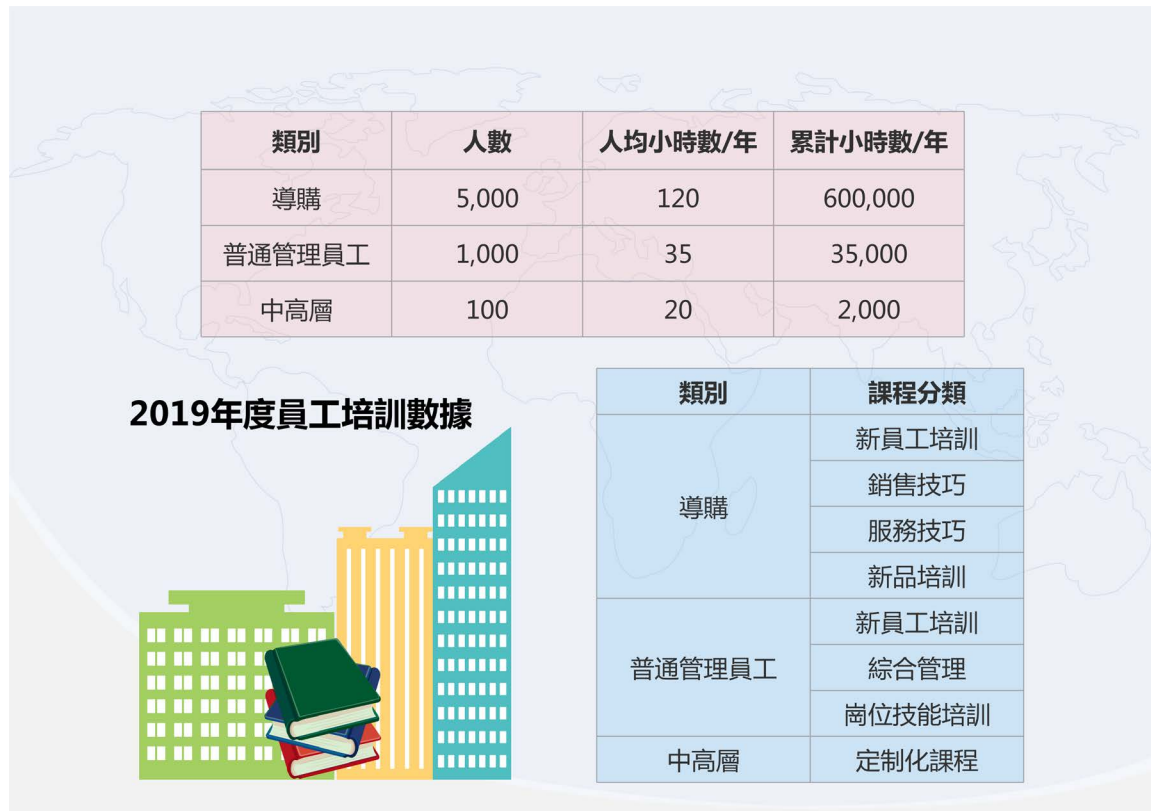 類別 人數 人均小時數/年 累計小時數/年
導購 5,000 120 600,000
普通管理員工 1,000 35 35,000
中高層 100 20 2,000
2019年度員工培訓數據
類別 課程分類
導購
新員工培訓
銷售技巧
服務技巧
新品培訓
普通管理員工
新員工培訓
綜合管理
崗位技能培訓
中高層 定制化課程